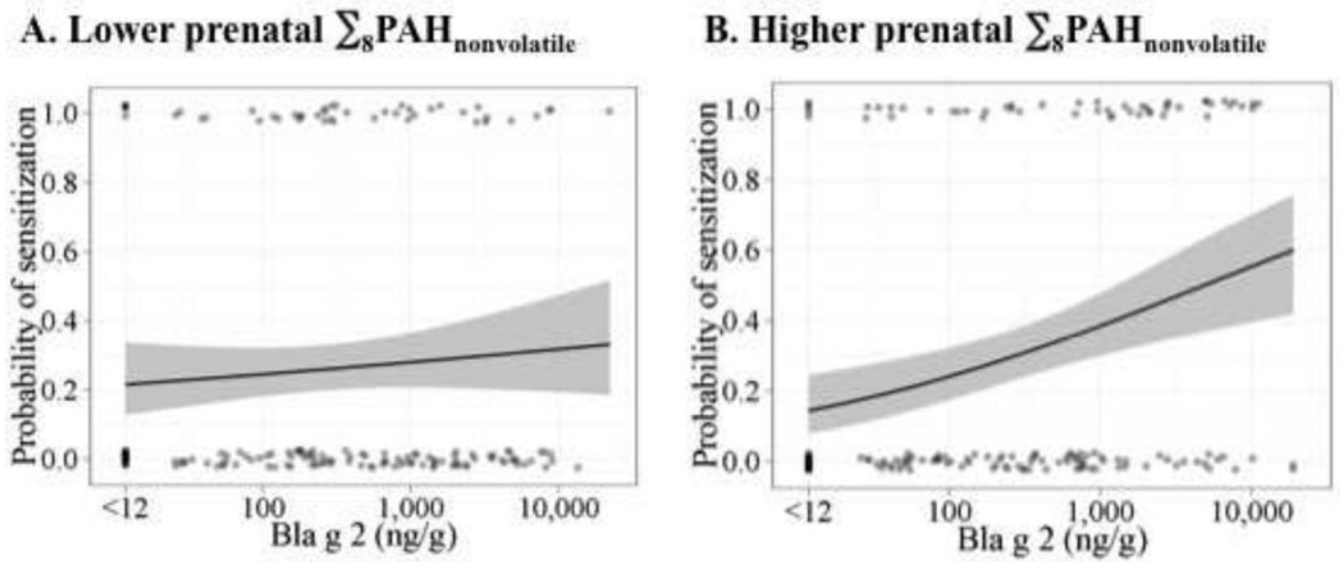 A. Lower prenatal ∑₈PAHnonvolatile
Probability of sensitization
1.0
0.8
0.6
0.4
0.2
0.0
<12 100 1,000 10,000
Bla g 2 (ng/g)
B. Higher prenatal ∑₈PAHnonvolatile
Probability of sensitization
1.0
0.8
0.6
0.4
0.2
0.0
<12 100 1,000 10,000
Bla g 2 (ng/g)